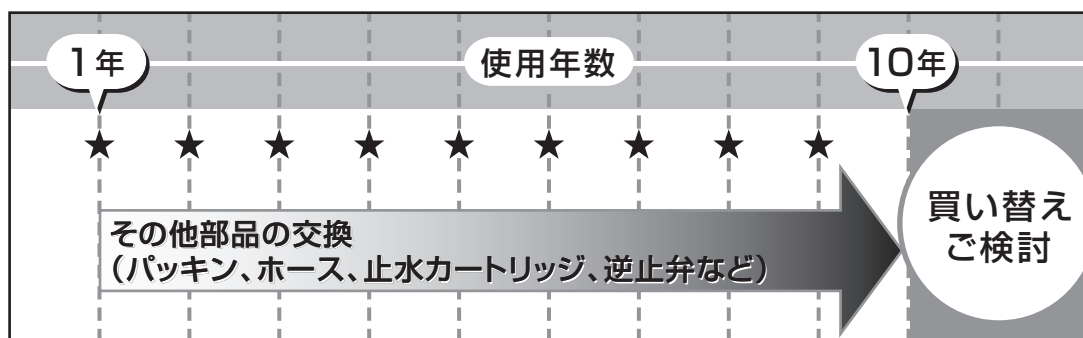 1年
使用年数
10年
★ ★ ★ ★ ★ ★ ★ ★ ★
その他部品の交換
（パッキン、ホース、止水カートリッジ、逆止弁など）
買い替え
ご検討